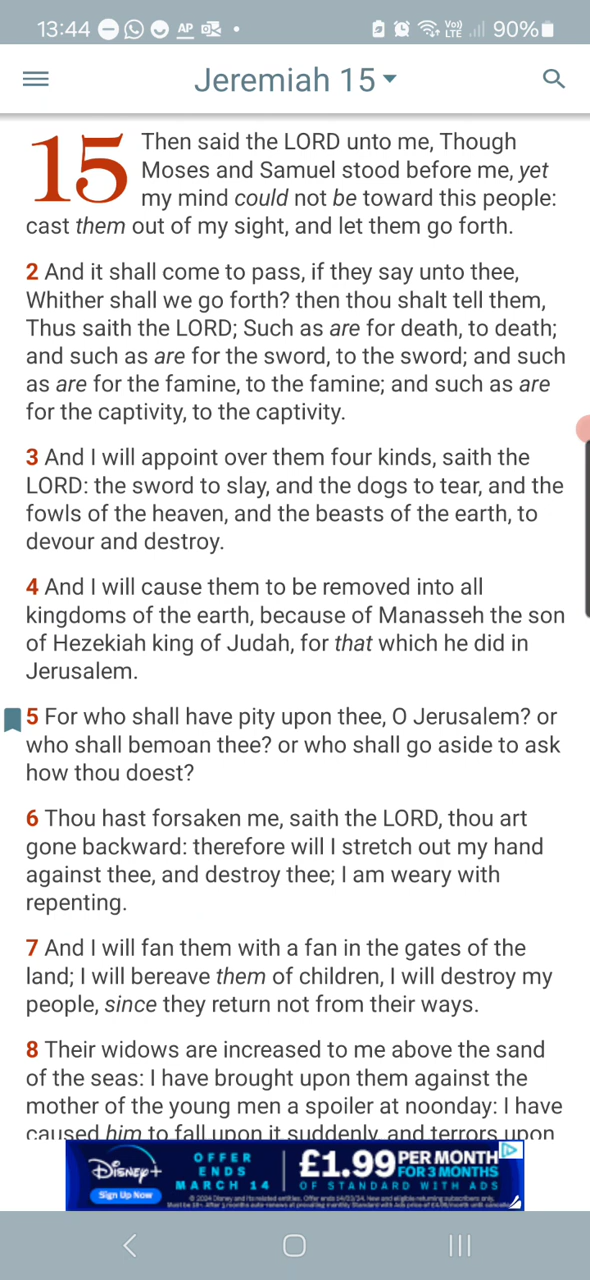 13:44 AP Vo)) LTE 90%
Jeremiah 15
15 Then said the LORD unto me, Though
Moses and Samuel stood before me, yet
my mind could not be toward this people:
cast them out of my sight, and let them go forth.
2 And it shall come to pass, if they say unto thee,
Whither shall we go forth? then thou shalt tell them,
Thus saith the LORD; Such as are for death, to death;
and such as are for the sword, to the sword; and such
as are for the famine, to the famine; and such as are
for the captivity, to the captivity.
3 And I will appoint over them four kinds, saith the
LORD: the sword to slay, and the dogs to tear, and the
fowls of the heaven, and the beasts of the earth, to
devour and destroy.
4 And I will cause them to be removed into all
kingdoms of the earth, because of Manasseh the son
of Hezekiah king of Judah, for that which he did in
Jerusalem.
5 For who shall have pity upon thee, O Jerusalem? or
who shall bemoan thee? or who shall go aside to ask
how thou doest?
6 Thou hast forsaken me, saith the LORD, thou art
gone backward: therefore will I stretch out my hand
against thee, and destroy thee; I am weary with
repenting.
7 And I will fan them with a fan in the gates of the
land; I will bereave them of children, I will destroy my
people, since they return not from their ways.
8 Their widows are increased to me above the sand
of the seas: I have brought upon them against the
mother of the young men a spoiler at noonday: I have
caused him to fall upon it suddenly, and terrors upon
Disney+
Sign Up Now
OFFER
ENDS
MARCH 14
£1.99 PER MONTH
FOR 3 MONTHS
OF STANDARD WITH ADS